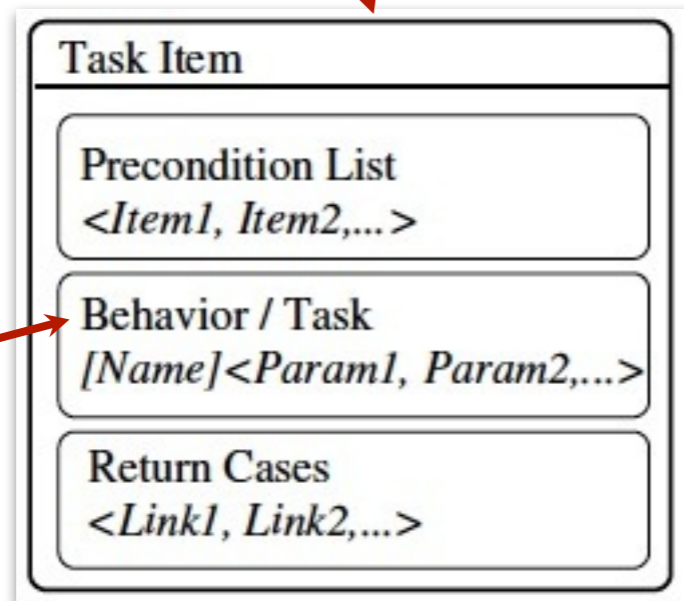 Task Item
Precondition List
<Item1, Item2,...>
Behavior / Task
[Name]<Param1, Param2,...>
Return Cases
<Link1, Link2,...>